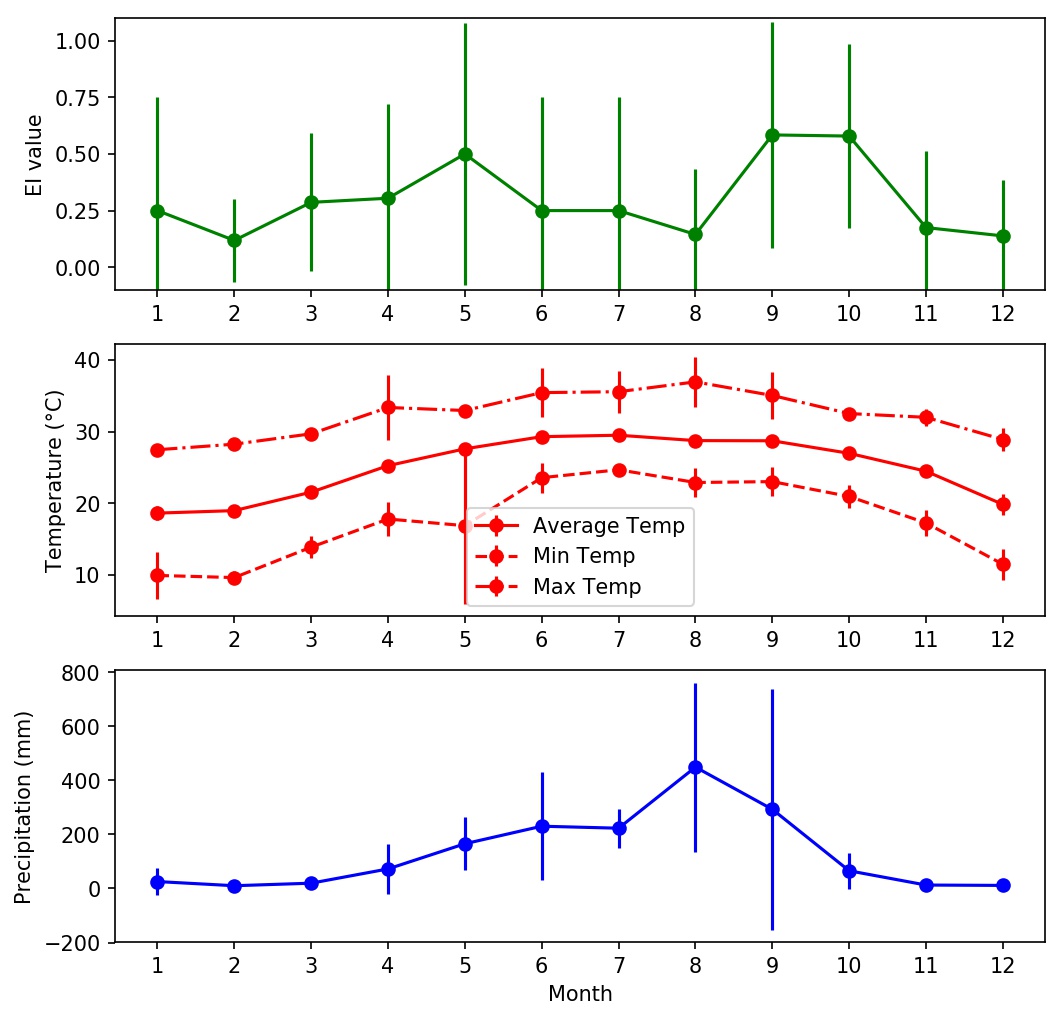 EI value
1.00
0.75
0.50
0.25
0.00
1 2 3 4 5 6 7 8 9 10 11 12
Temperature (°C)
40
30
20
10
Average Temp
Min Temp
Max Temp
1 2 3 4 5 6 7 8 9 10 11 12
Precipitation (mm)
800
600
400
200
0
−200
1 2 3 4 5 6 7 8 9 10 11 12
Month